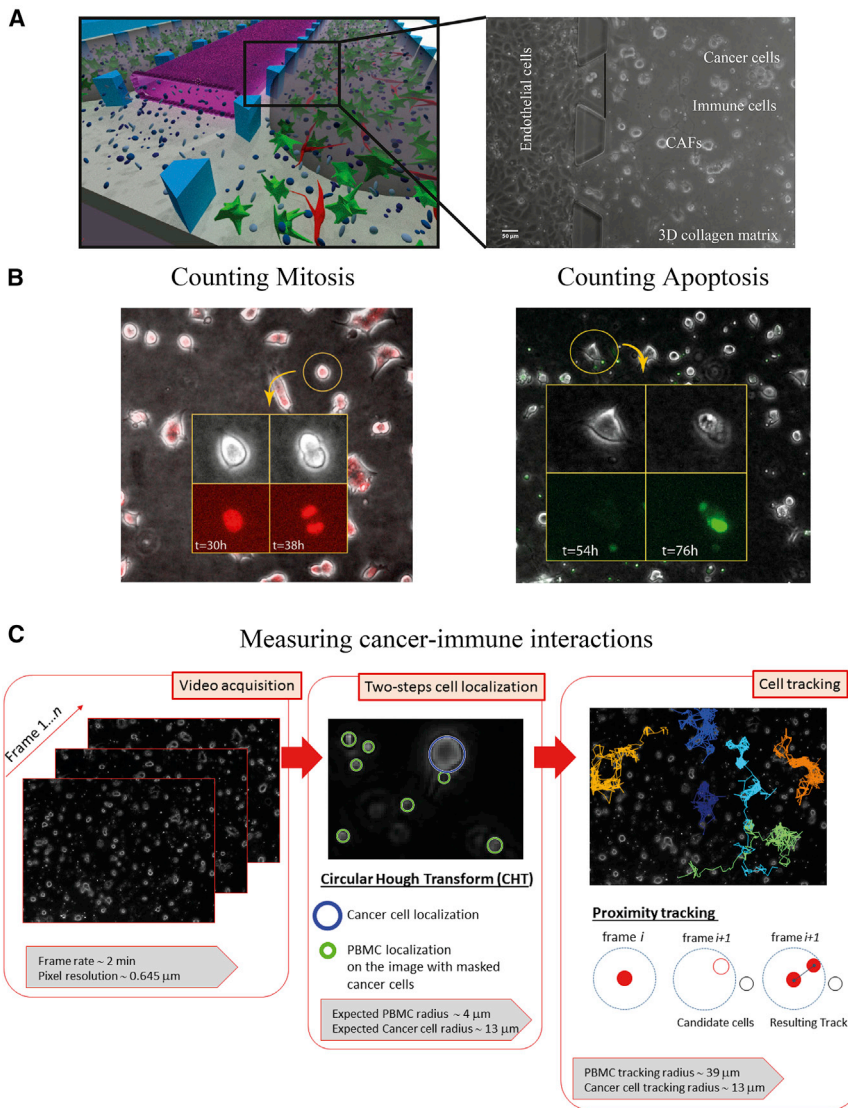 A
Endothelial cells
Cancer cells
Immune cells
CAFs
3D collagen matrix
50 µm
B
Counting Mitosis
Counting Apoptosis
t=30h
t=38h
t=54h
t=76h
C
Measuring cancer-immune interactions
Video acquisition
Frame 1...n
Frame rate ~ 2 min
Pixel resolution ~ 0.645 µm
Two-steps cell localization
Circular Hough Transform (CHT)
Cancer cell localization
PBMC localization
on the image with masked
cancer cells
Expected PBMC radius ~ 4 µm
Expected Cancer cell radius ~ 13 µm
Cell tracking
Proximity tracking
frame i
frame i+1
frame i+1
Candidate cells
Resulting Track
PBMC tracking radius ~ 39 µm
Cancer cell tracking radius ~ 13 µm